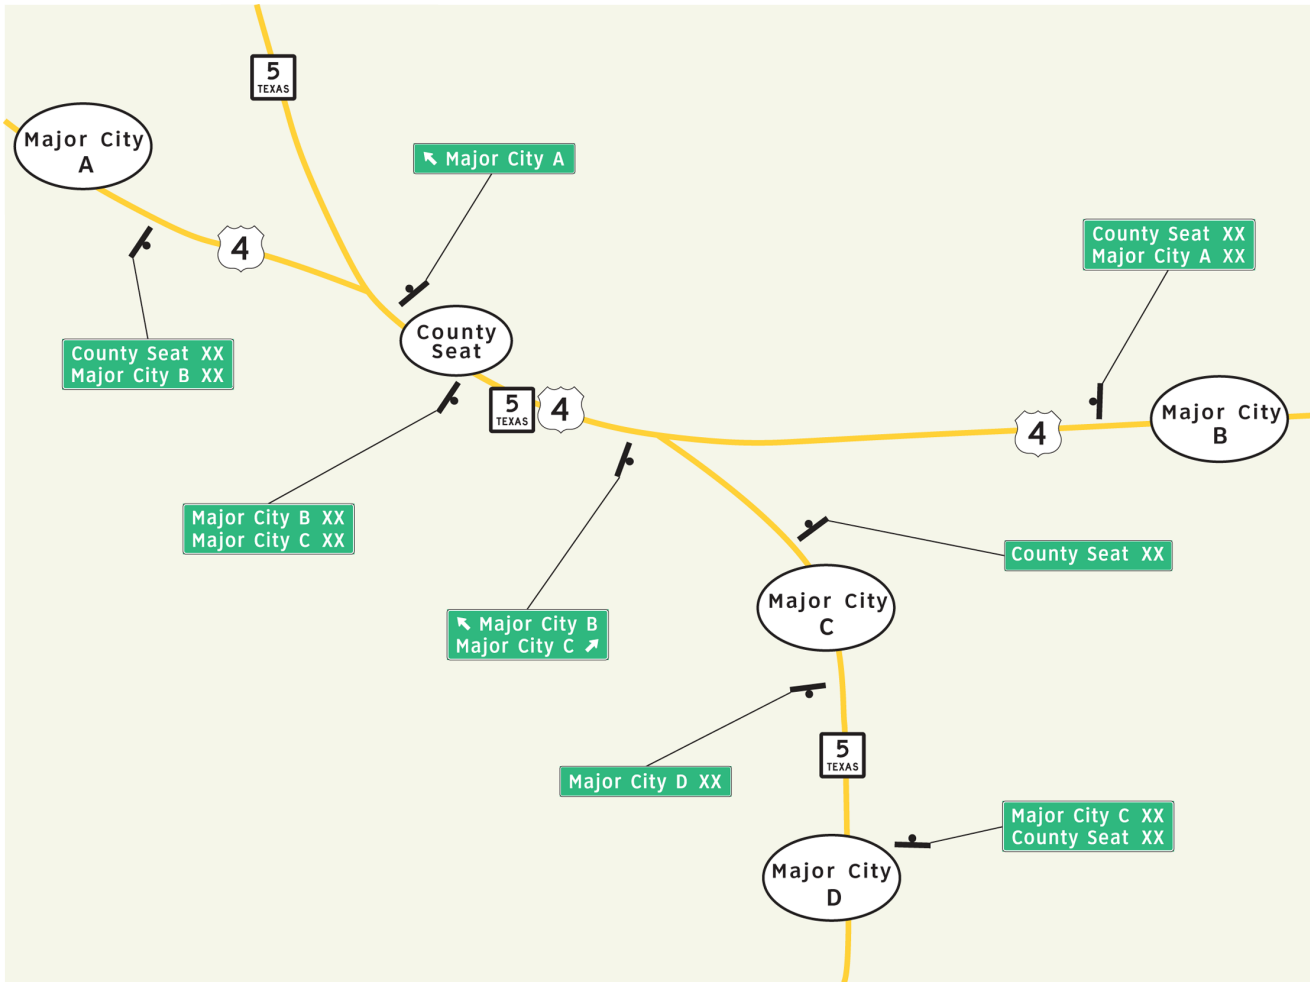 5
TEXAS
Major City
A
↖ Major City A
4
County Seat XX
Major City A XX
County
Seat
County Seat XX
Major City B XX
5
TEXAS
4
4
Major City
B
Major City B XX
Major City C XX
County Seat XX
↖ Major City B
Major City C ↗
Major City
C
5
TEXAS
Major City D XX
Major City C XX
County Seat XX
Major City
D